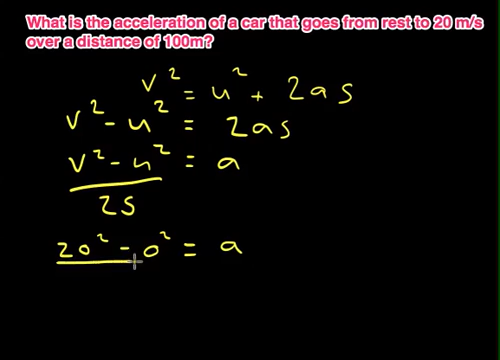 What is the acceleration of a car that goes from rest to 20 m/s
over a distance of 100m?
v² = u² + 2as
v² - u² = 2as
v² - u² = a
2s
20² - 0² = a